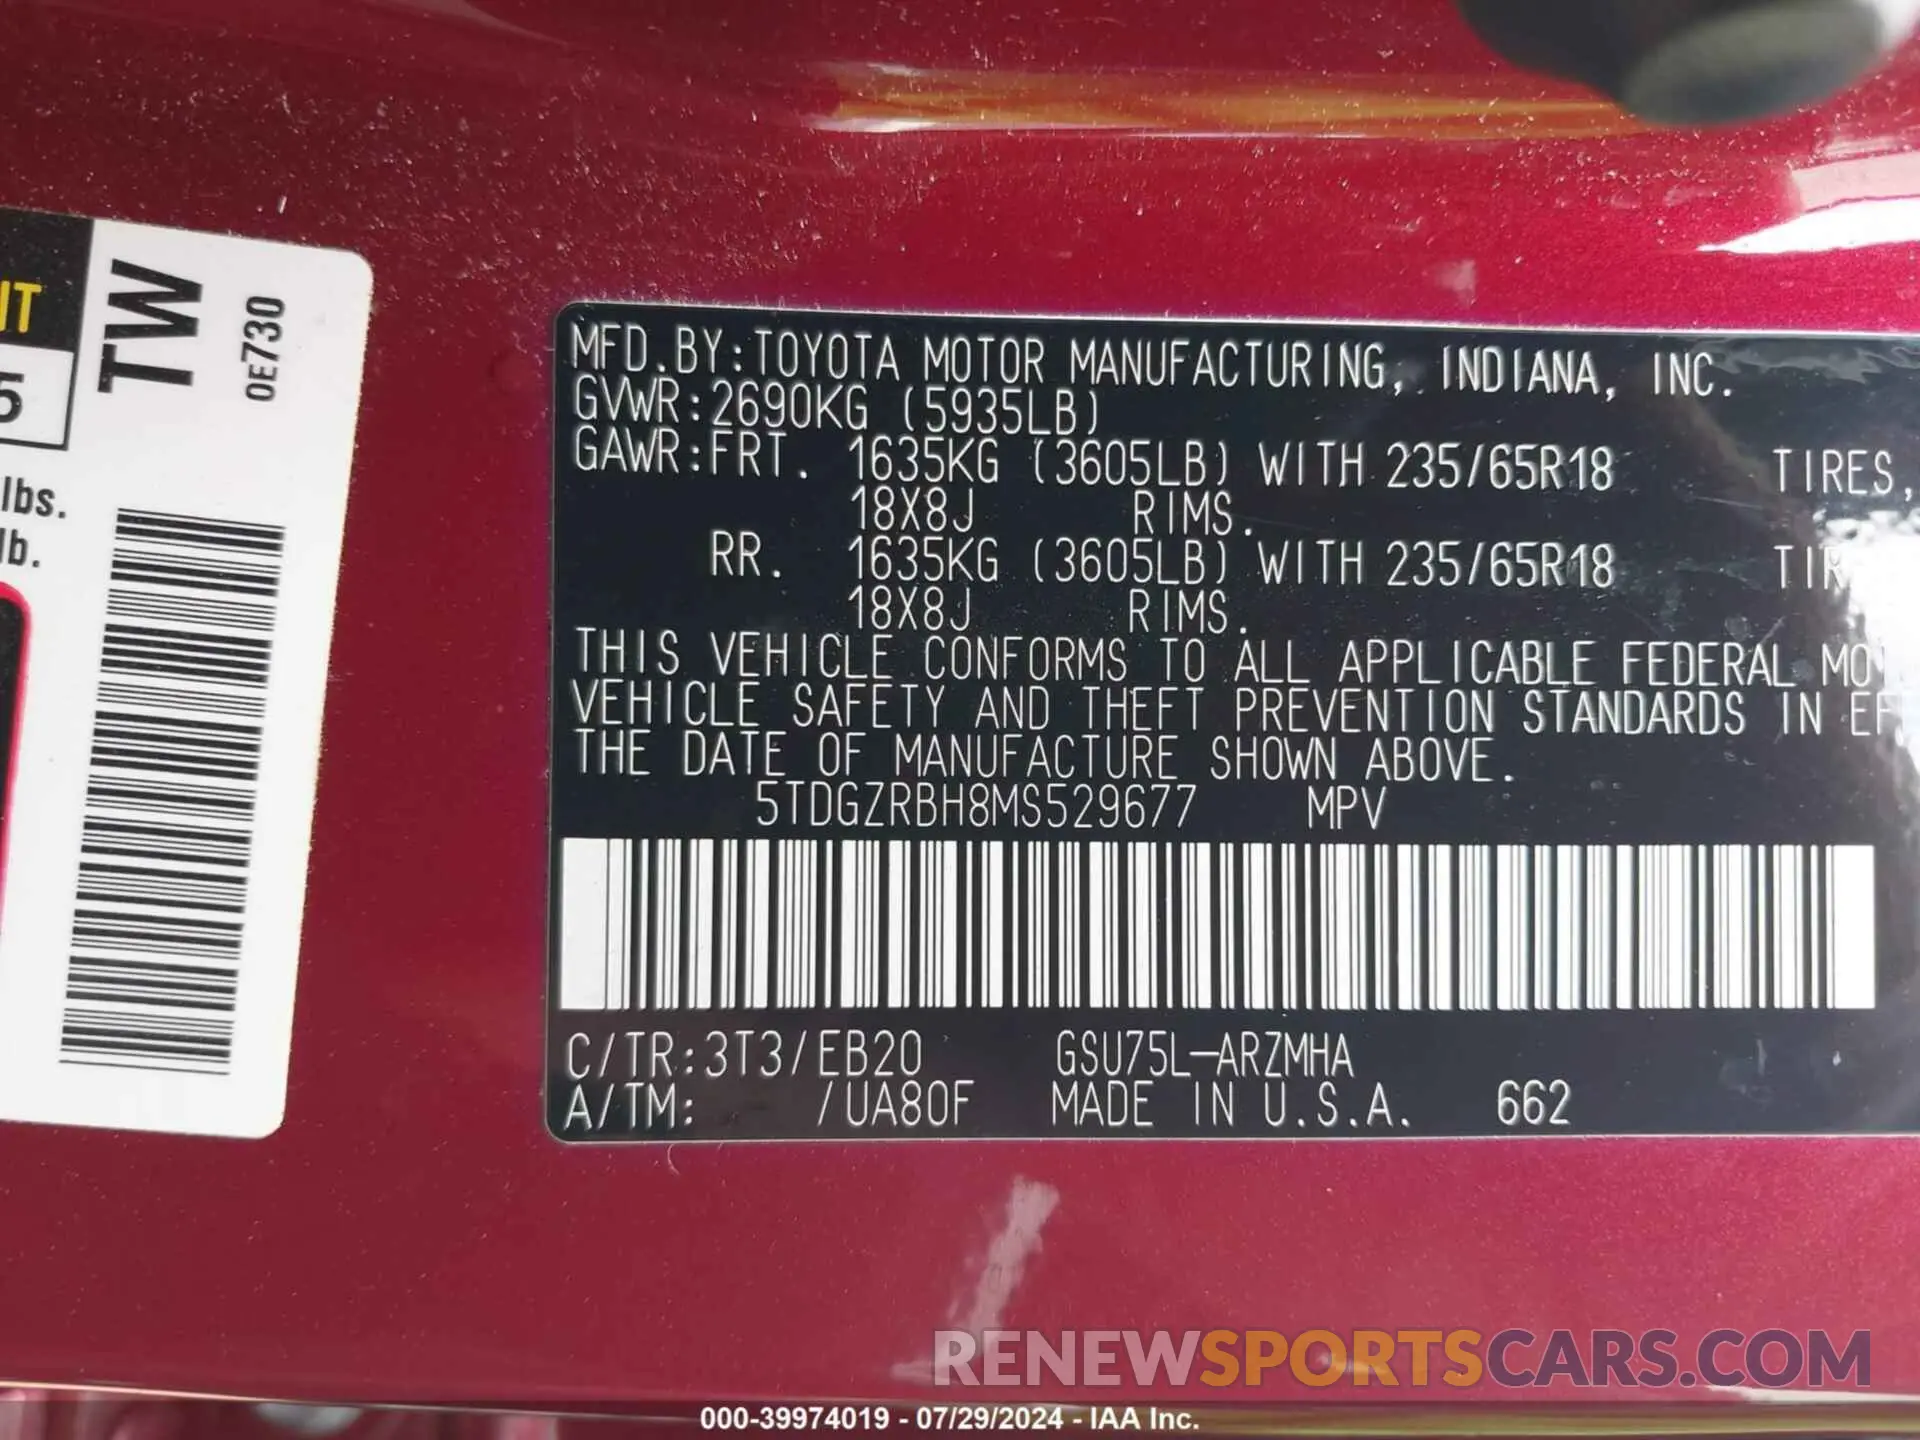 IT
5
TW
0E730
lbs.
lb.
MFD.BY:TOYOTA MOTOR MANUFACTURING, INDIANA, INC.
GVWR:2690KG (5935LB)
GAWR:FRT. 1635KG (3605LB) WITH 235/65R18 TIRES,
18X8J RIMS.
RR. 1635KG (3605LB) WITH 235/65R18
18X8J RIMS.
THIS VEHICLE CONFORMS TO ALL APPLICABLE FEDERAL
VEHICLE SAFETY AND THEFT PREVENTION STANDARDS IN
THE DATE OF MANUFACTURE SHOWN ABOVE.
5TDGZRBH8MS529677 MPV
C/TR:3T3/EB20 GSU75L-ARZMHA
A/TM: /UA80F MADE IN U.S.A. 662
RENEWSPORTSCARS.COM
000-39974019 - 07/29/2024 - IAA Inc.